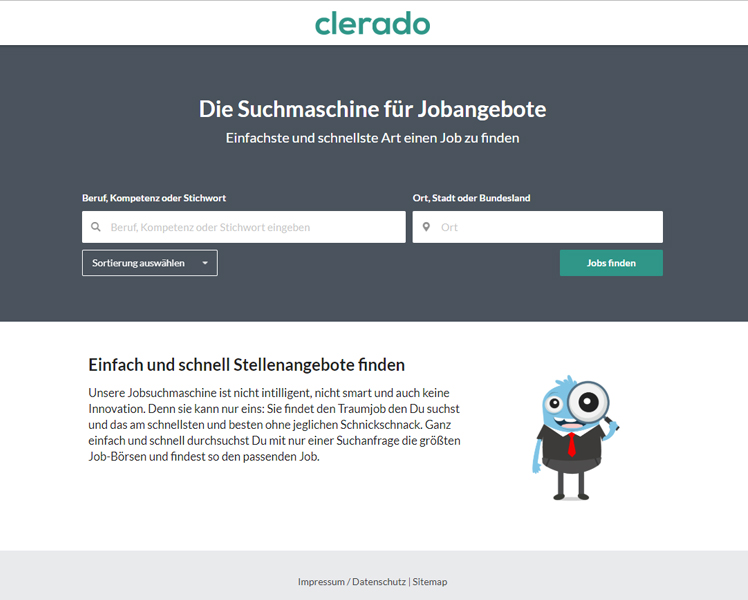 clerado
Die Suchmaschine für Jobangebote
Einfachste und schnellste Art einen Job zu finden
Beruf, Kompetenz oder Stichwort
Ort, Stadt oder Bundesland
Beruf, Kompetenz oder Stichwort eingeben
Ort
Sortierung auswählen
Jobs finden
Einfach und schnell Stellenangebote finden
Unsere Jobsuchmaschine ist nicht intilligent, nicht smart und auch keine
Innovation. Denn sie kann nur eins: Sie findet den Traumjob den Du suchst
und das am schnellsten und besten ohne jeglichen Schnickschnack. Ganz
einfach und schnell durchsuchst Du mit nur einer Suchanfrage die größten
Job-Börsen und findest so den passenden Job.
Impressum / Datenschutz | Sitemap